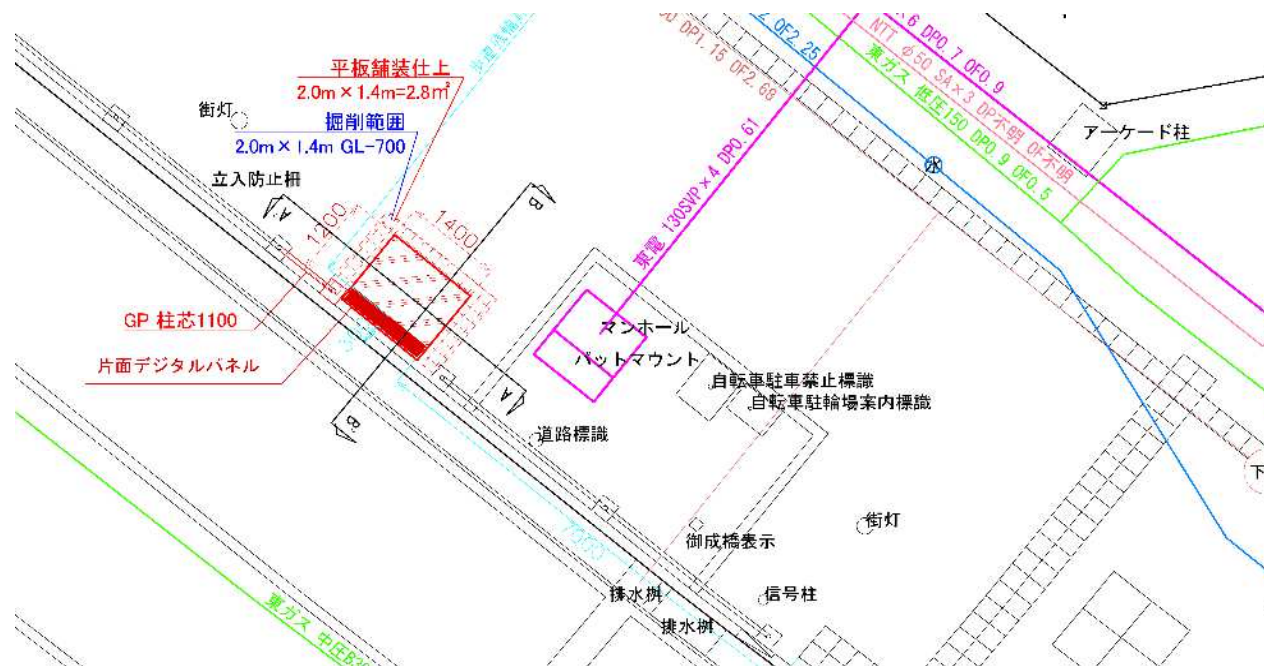 平板舗装仕上
2.0m×1.4m=2.8㎡
街灯
掘削範囲
2.0m×1.4m GL-700
立入防止柵
A'
B
1200
1400
GP 柱芯1100
片面デジタルパネル
A
B'
東電 130SVP×4 DP0.61
マンホール
パットマウント
自転車駐車禁止標識
自転車駐輪場案内標識
道路標識
7000
御成橋表示
街灯
信号柱
排水桝
排水桝
東ガス 中圧B
DP1.15 OF2.68
OF2.25
×6 DP0.7 OF0.9
NTT φ50 SA×3 DP不明 OF不明
東ガス 低圧150 DP0.9 OF0.5
水
アーケード柱
下